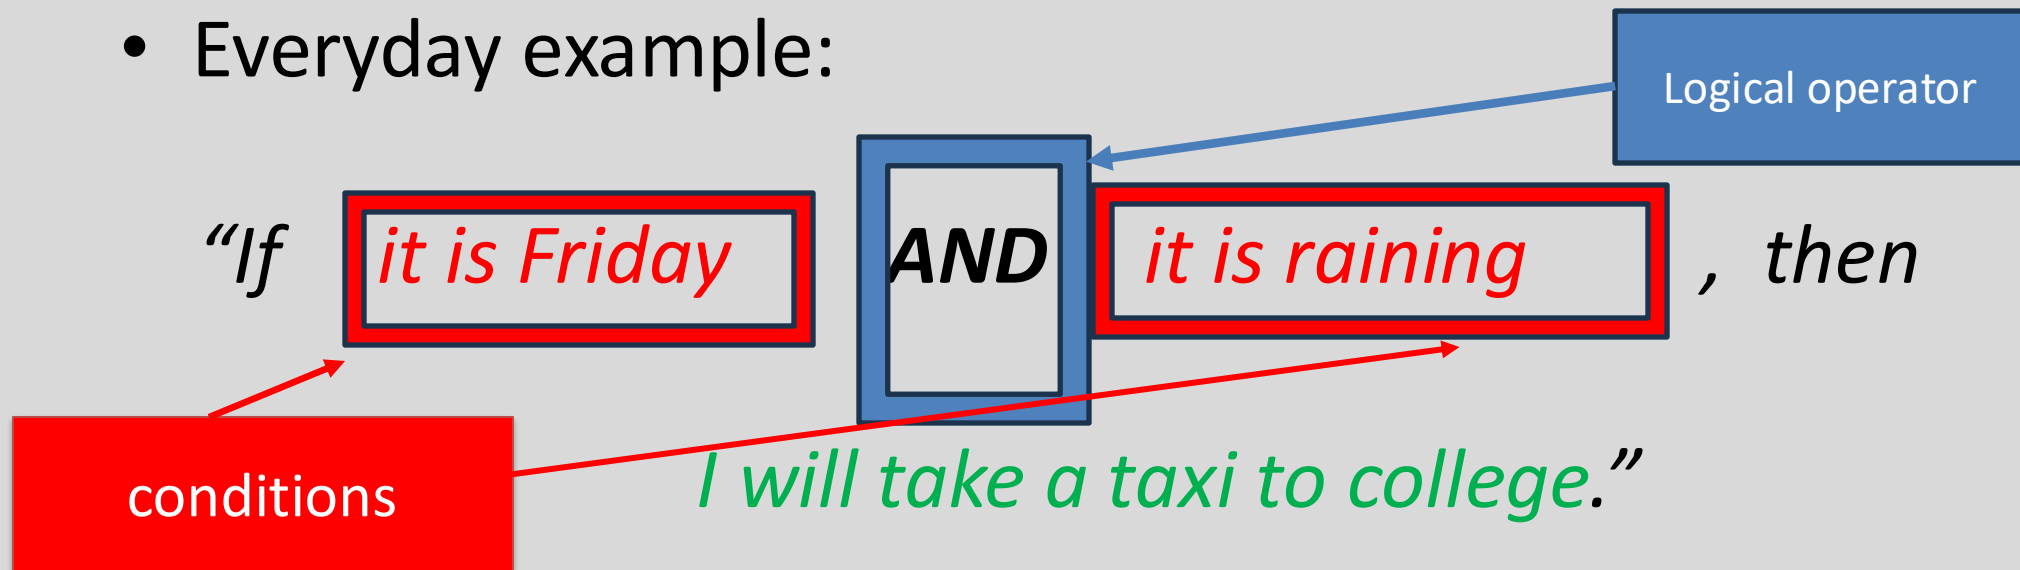 • Everyday example:
Logical operator
“If it is Friday AND it is raining , then
conditions
I will take a taxi to college.”